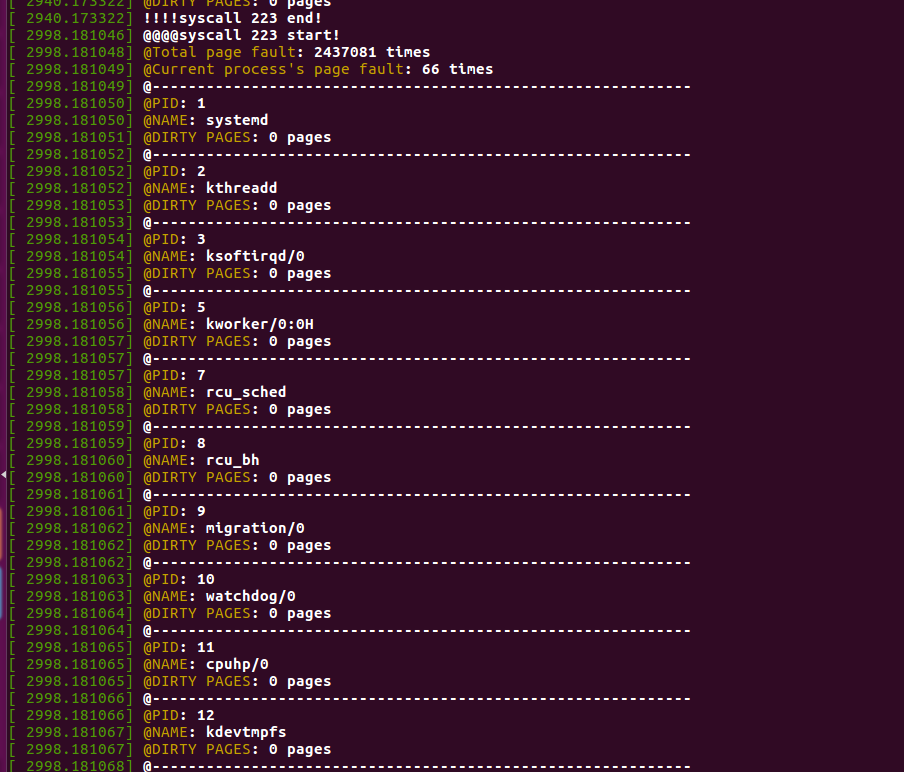 [ 2940.173322] @DIRTY PAGES: 0 pages
[ 2940.173322] !!!!syscall 223 end!
[ 2998.181046] @@@@syscall 223 start!
[ 2998.181048] @Total page fault: 2437081 times
[ 2998.181049] @Current process's page fault: 66 times
[ 2998.181049] @------------------------------------------------------------
[ 2998.181050] @PID: 1
[ 2998.181050] @NAME: systemd
[ 2998.181051] @DIRTY PAGES: 0 pages
[ 2998.181052] @------------------------------------------------------------
[ 2998.181052] @PID: 2
[ 2998.181052] @NAME: kthreadd
[ 2998.181053] @DIRTY PAGES: 0 pages
[ 2998.181053] @------------------------------------------------------------
[ 2998.181054] @PID: 3
[ 2998.181054] @NAME: ksoftirqd/0
[ 2998.181055] @DIRTY PAGES: 0 pages
[ 2998.181055] @------------------------------------------------------------
[ 2998.181056] @PID: 5
[ 2998.181056] @NAME: kworker/0:0H
[ 2998.181057] @DIRTY PAGES: 0 pages
[ 2998.181057] @------------------------------------------------------------
[ 2998.181057] @PID: 7
[ 2998.181058] @NAME: rcu_sched
[ 2998.181058] @DIRTY PAGES: 0 pages
[ 2998.181059] @------------------------------------------------------------
[ 2998.181059] @PID: 8
[ 2998.181060] @NAME: rcu_bh
[ 2998.181060] @DIRTY PAGES: 0 pages
[ 2998.181061] @------------------------------------------------------------
[ 2998.181061] @PID: 9
[ 2998.181062] @NAME: migration/0
[ 2998.181062] @DIRTY PAGES: 0 pages
[ 2998.181062] @------------------------------------------------------------
[ 2998.181063] @PID: 10
[ 2998.181063] @NAME: watchdog/0
[ 2998.181064] @DIRTY PAGES: 0 pages
[ 2998.181064] @------------------------------------------------------------
[ 2998.181065] @PID: 11
[ 2998.181065] @NAME: cpuhp/0
[ 2998.181065] @DIRTY PAGES: 0 pages
[ 2998.181066] @------------------------------------------------------------
[ 2998.181066] @PID: 12
[ 2998.181067] @NAME: kdevtmpfs
[ 2998.181067] @DIRTY PAGES: 0 pages
[ 2998.181068] @------------------------------------------------------------